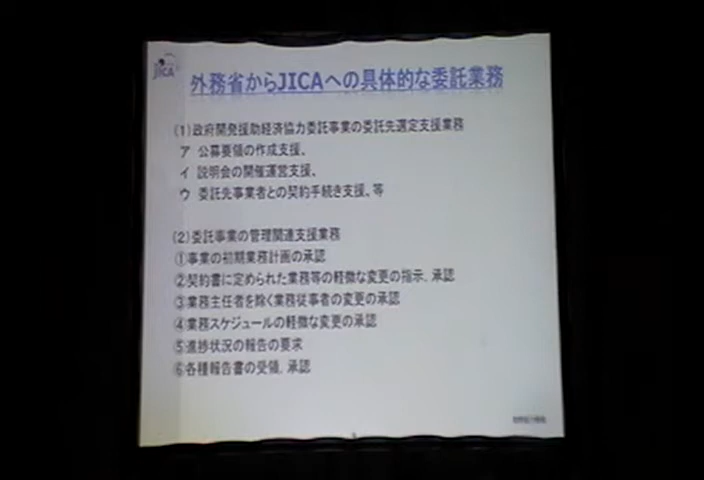 JICA
外務省からJICAへの具体的な委託業務
(1)政府開発援助経済協力委託事業の委託先選定支援業務
ア 公募要領の作成支援、
イ 説明会の開催運営支援、
ウ 委託先事業者との契約手続き支援、等
(2)委託事業の管理関連支援業務
①事業の初期業務計画の承認
②契約書に定められた業務等の軽微な変更の指示、承認
③業務主任者を除く業務従事者の変更の承認
④業務スケジュールの軽微な変更の承認
⑤進捗状況の報告の要求
⑥各種報告書の受領、承認